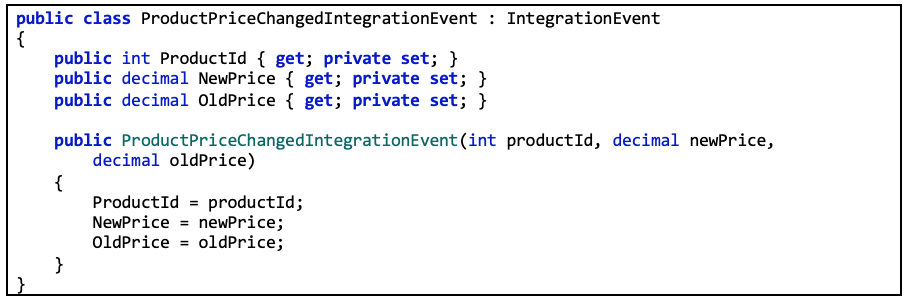 public class ProductPriceChangedIntegrationEvent : IntegrationEvent
{
    public int ProductId { get; private set; }
    public decimal NewPrice { get; private set; }
    public decimal OldPrice { get; private set; }

    public ProductPriceChangedIntegrationEvent(int productId, decimal newPrice,
        decimal oldPrice)
    {
        ProductId = productId;
        NewPrice = newPrice;
        OldPrice = oldPrice;
    }
}